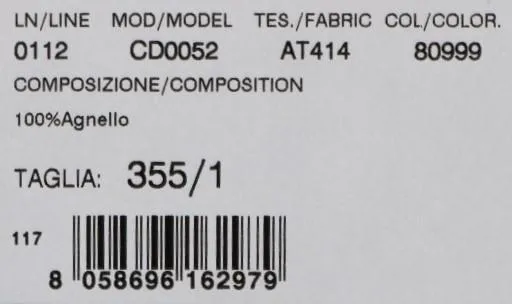 LN/LINE MOD/MODEL TES./FABRIC COL/COLOR.
0112 CD0052 AT414 80999
COMPOSIZIONE/COMPOSITION
100%Agnello
TAGLIA: 355/1
117
8 058696 162979